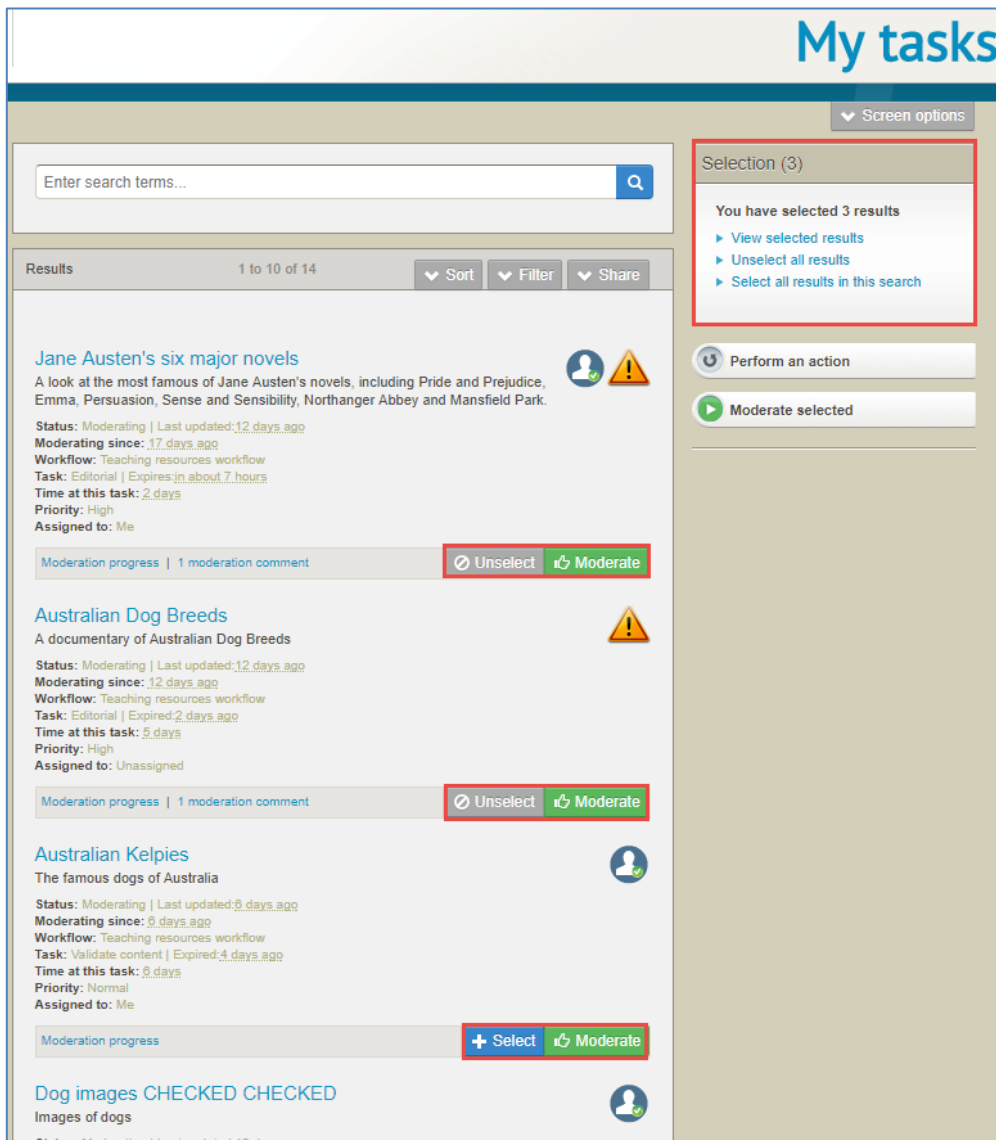 My tasks
Screen options
Enter search terms...
Selection (3)
You have selected 3 results
View selected results
Unselect all results
Select all results in this search
Perform an action
Moderate selected
Results 1 to 10 of 14 Sort Filter Share
Jane Austen's six major novels
A look at the most famous of Jane Austen's novels, including Pride and Prejudice,
Emma, Persuasion, Sense and Sensibility, Northanger Abbey and Mansfield Park.
Status: Moderating | Last updated:12 days ago
Moderating since: 17 days ago
Workflow: Teaching resources workflow
Task: Editorial | Expires:in about 7 hours
Time at this task: 2 days
Priority: High
Assigned to: Me
Moderation progress | 1 moderation comment Unselect Moderate
Australian Dog Breeds
A documentary of Australian Dog Breeds
Status: Moderating | Last updated:12 days ago
Moderating since: 12 days ago
Workflow: Teaching resources workflow
Task: Editorial | Expired:2 days ago
Time at this task: 5 days
Priority: High
Assigned to: Unassigned
Moderation progress | 1 moderation comment Unselect Moderate
Australian Kelpies
The famous dogs of Australia
Status: Moderating | Last updated:6 days ago
Moderating since: 6 days ago
Workflow: Teaching resources workflow
Task: Validate content | Expired:4 days ago
Time at this task: 6 days
Priority: Normal
Assigned to: Me
Moderation progress Select Moderate
Dog images CHECKED CHECKED
Images of dogs